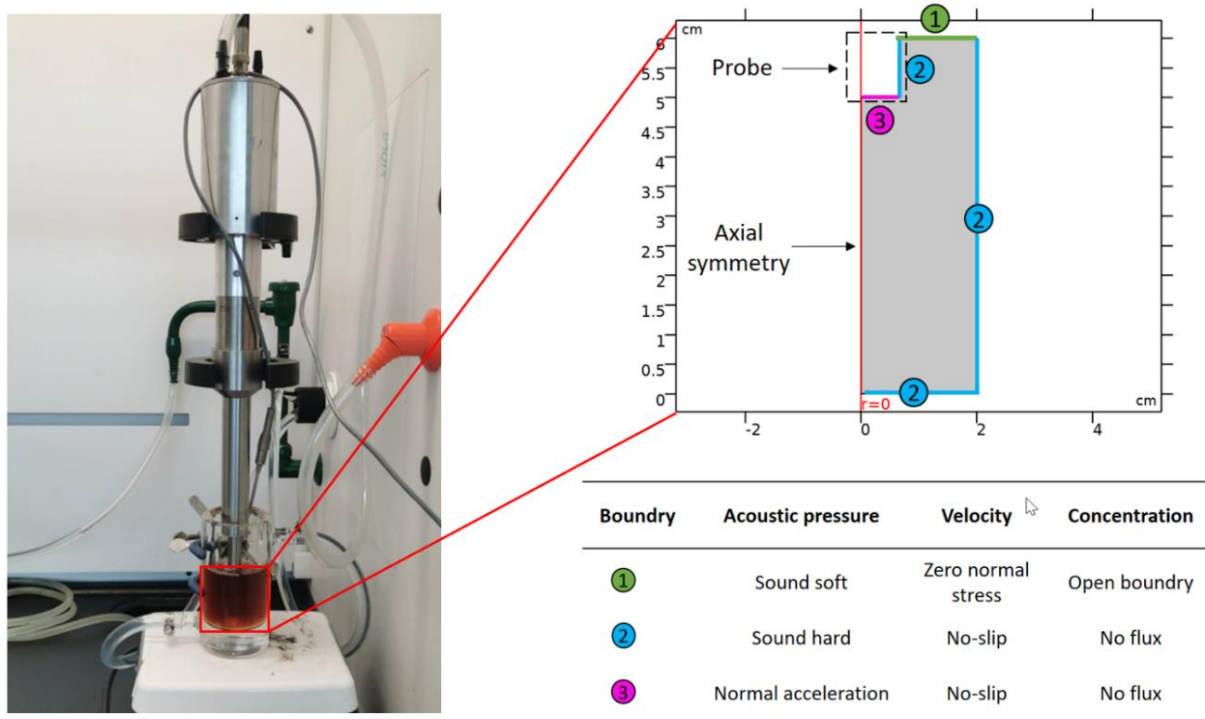 cm
1
6
5.5
5
4.5
4
3.5
3
2.5
2
1.5
1
0.5
0
Probe
2
3
Axial
symmetry
2
2
r=0
cm
-2
0
2
4
Boundry
Acoustic pressure
Velocity
Concentration
1
Sound soft
Zero normal
stress
Open boundry
2
Sound hard
No-slip
No flux
3
Normal acceleration
No-slip
No flux